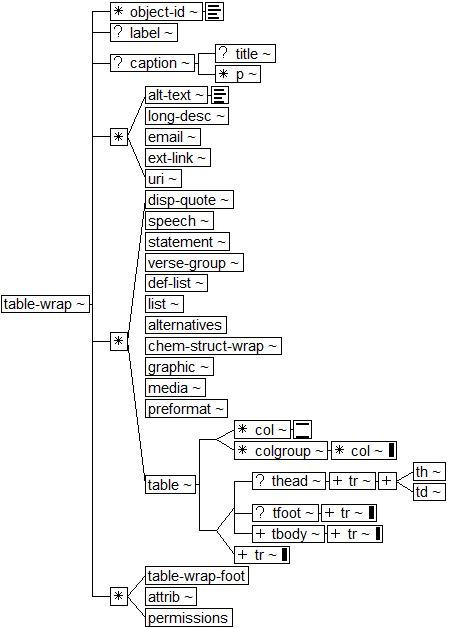 * object-id ~
? label ~
? caption ~
? title ~
* p ~
alt-text ~
long-desc ~
email ~
ext-link ~
uri ~
*
disp-quote ~
speech ~
statement ~
verse-group ~
def-list ~
list ~
table-wrap ~
alternatives
*
chem-struct-wrap ~
graphic ~
media ~
preformat ~
* col ~
* colgroup ~ * col ~
table ~
? thead ~ + tr ~ +
th ~
td ~
? tfoot ~ + tr ~
+ tbody ~ + tr ~
+ tr ~
table-wrap-foot
* attrib ~
permissions